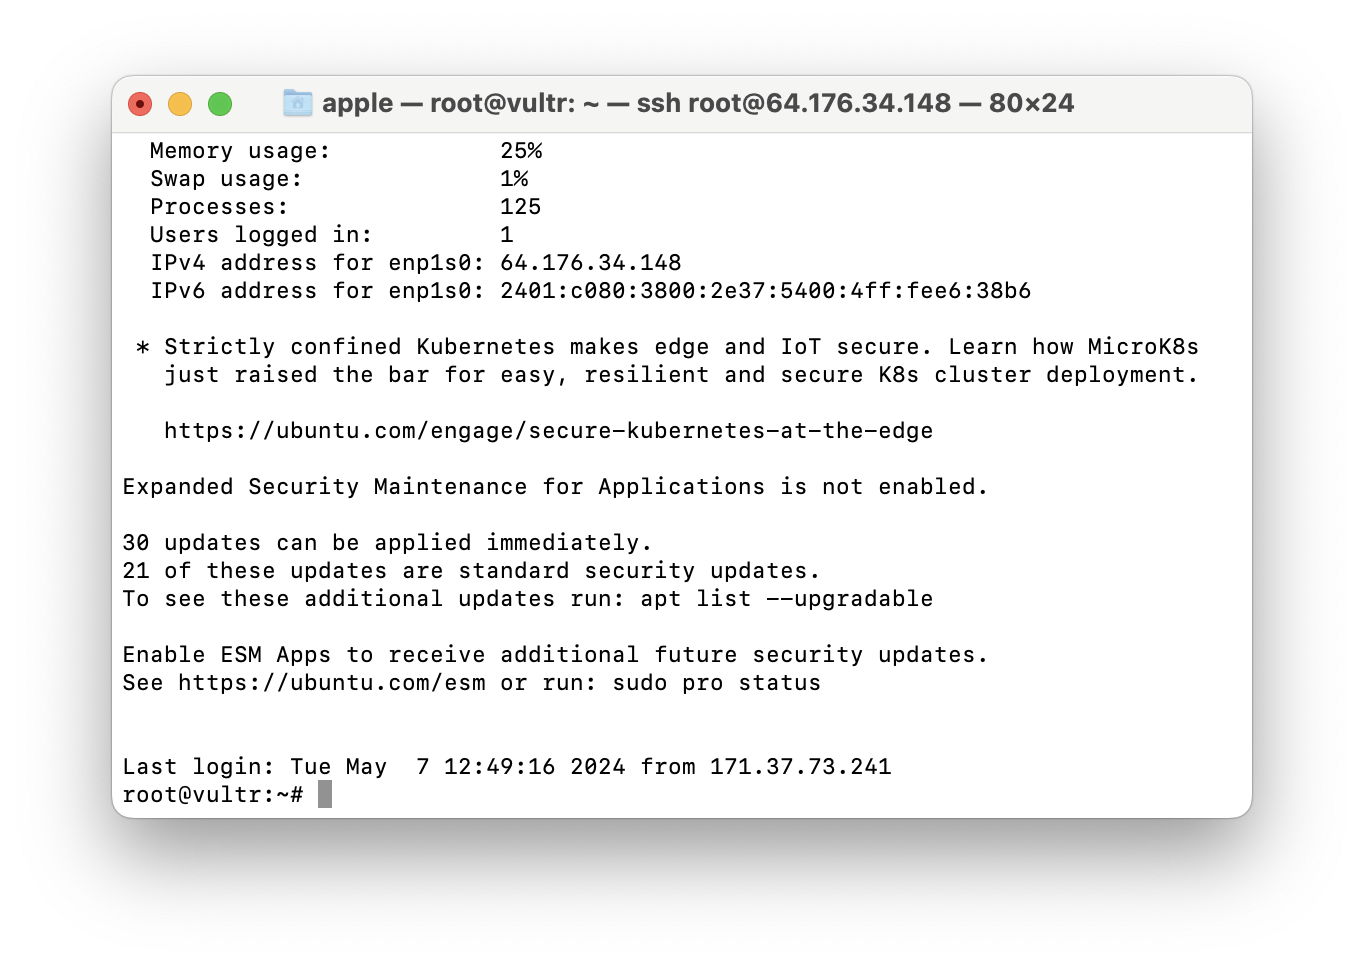 apple — root@vultr: ~ — ssh root@64.176.34.148 — 80×24
Memory usage: 25%
Swap usage: 1%
Processes: 125
Users logged in: 1
IPv4 address for enp1s0: 64.176.34.148
IPv6 address for enp1s0: 2401:c080:3800:2e37:5400:4ff:fee6:38b6
* Strictly confined Kubernetes makes edge and IoT secure. Learn how MicroK8s
just raised the bar for easy, resilient and secure K8s cluster deployment.
https://ubuntu.com/engage/secure-kubernetes-at-the-edge
Expanded Security Maintenance for Applications is not enabled.
30 updates can be applied immediately.
21 of these updates are standard security updates.
To see these additional updates run: apt list --upgradable
Enable ESM Apps to receive additional future security updates.
See https://ubuntu.com/esm or run: sudo pro status
Last login: Tue May  7 12:49:16 2024 from 171.37.73.241
root@vultr:~#